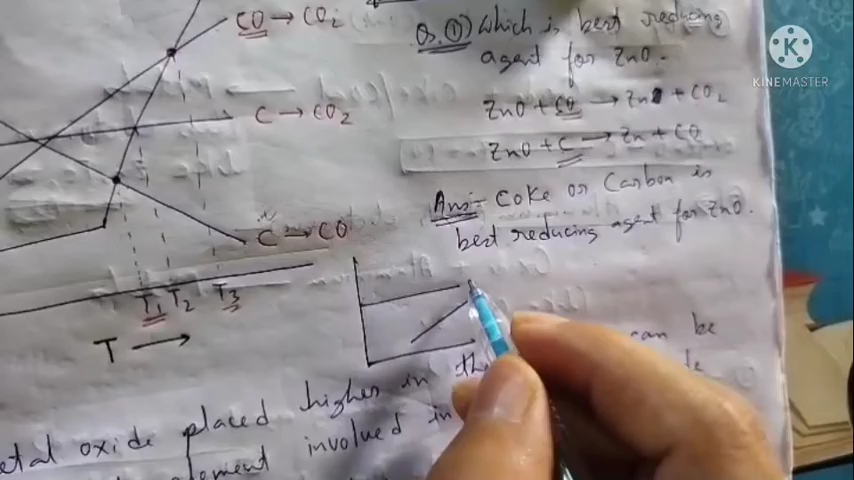 CO → CO₂
C → CO₂
C → CO
T₁ T₂ T₃
T →
Q.① Which is best reducing
agent for ZnO.
ZnO + CO → Zn + CO₂
ZnO + C → Zn + CO
Ans:- Coke or Carbon is
best reducing agent for ZnO.
can be
etal oxide placed higher in the
element involved in
KINEMASTER